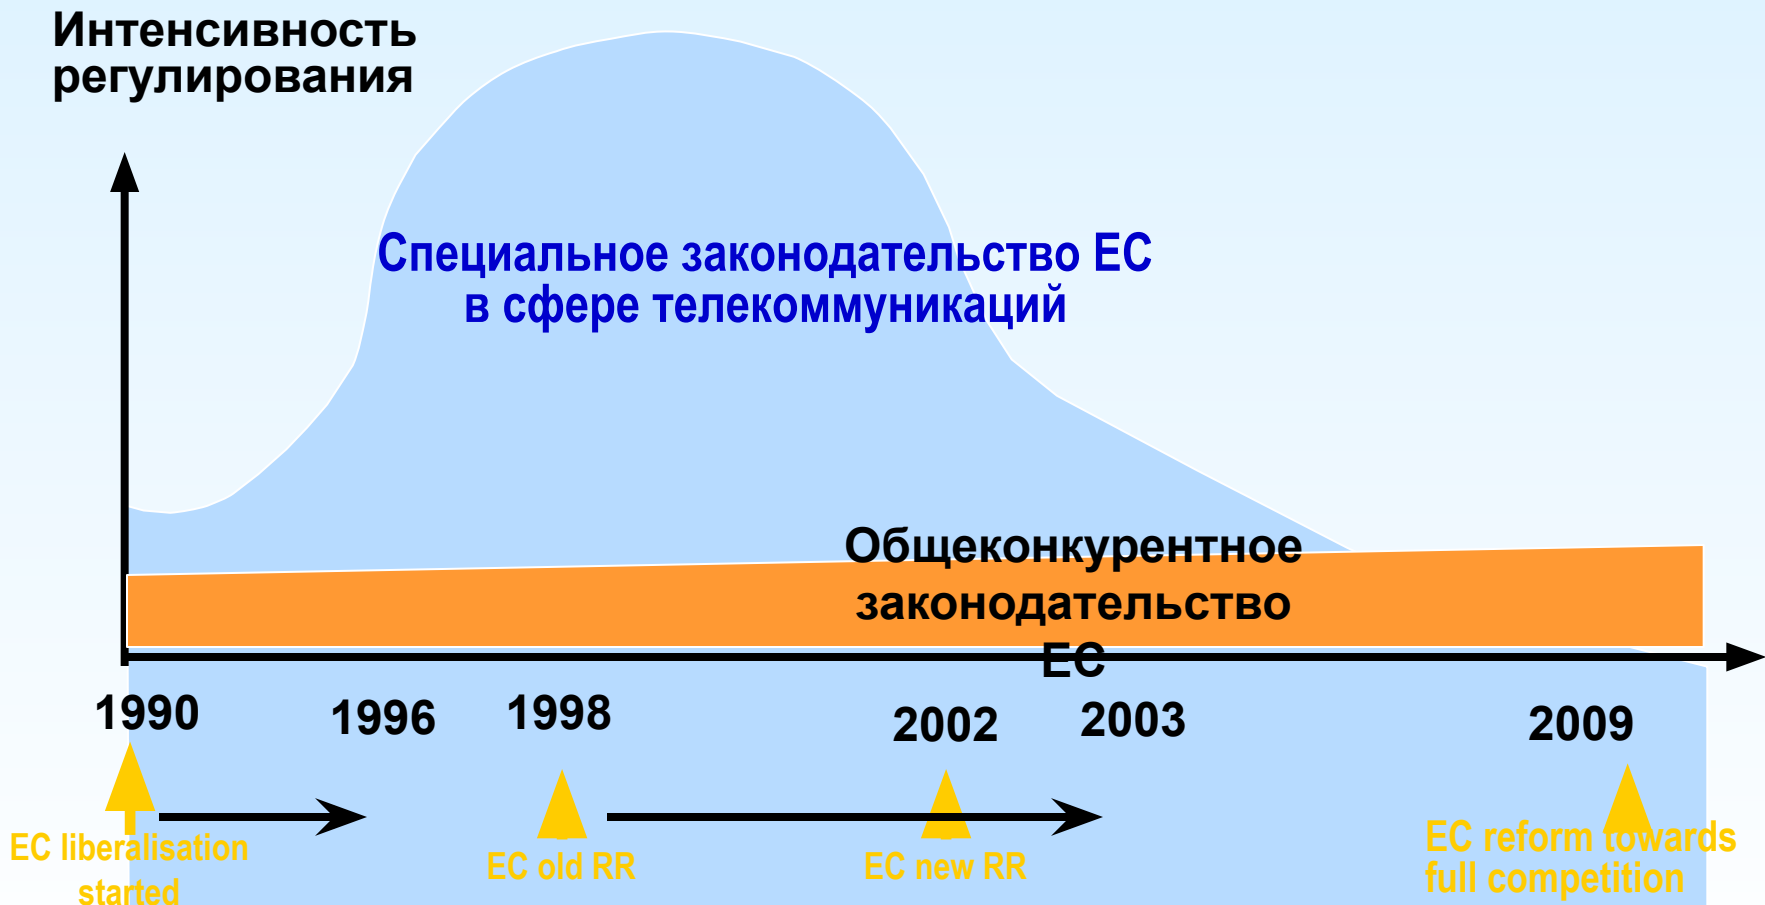 Интенсивность
регулирования
Специальное законодательство ЕС
в сфере телекоммуникаций
Общеконкурентное
законодательство
ЕС
1990
1996
1998
2002
2003
2009
EC liberalisation
started
EC old RR
EC new RR
EC reform towards
full competition